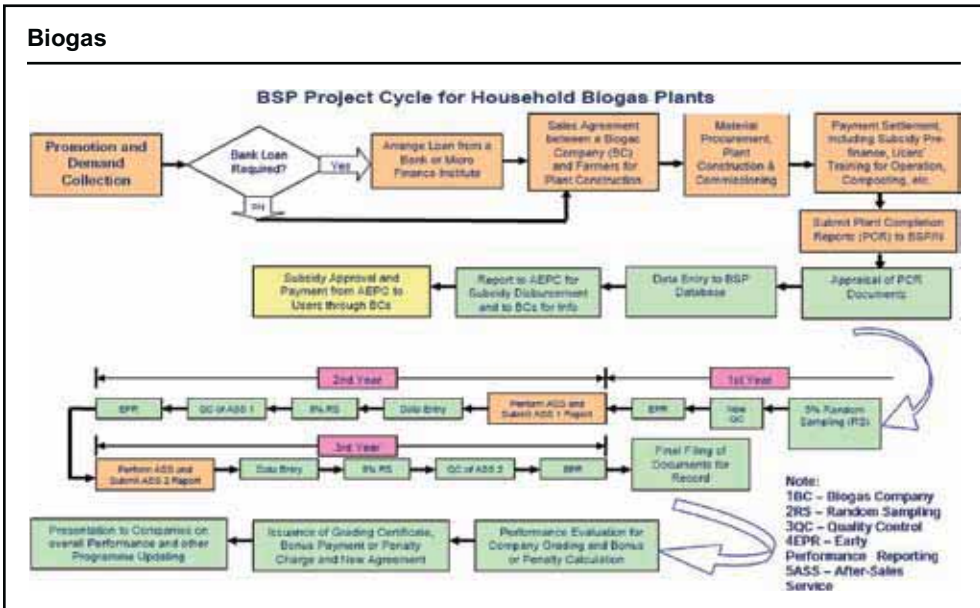 Biogas
BSP Project Cycle for Household Biogas Plants
Promotion and
Demand
Collection
Bank Loan
Required?
Yes
Arrange Loan from a
Bank or Micro
Finance Institute
Sales Agreement
between a Biogas
Company (BC)
and Farmers for
Plant Construction
Material
Procurement,
Plant
Construction &
Commissioning
Payment Settlement,
including Subsidy Pre-
finance, Users'
Training for Operation,
Composting, etc.
Submit Plant Completion
Reports (PCR) to
Appraisal of PCR
Documents
Data Entry to BSP
Database
Report to AEPC for
Subsidy Disbursement
and to BCs for Info
Subsidy Approval and
Payment from AEPC to
Users through BCs
2nd Year
1st Year
EPR
QC of ASS 1
RS
Data Entry
Perform ASS and
Submit ASS 1 Report
EPR
New
QC
5% Random
Sampling (RS)
3rd Year
Perform ASS and
Submit ASS 2 Report
Data Entry
RS
QC of ASS 2
EPR
Final Filing of
Documents for
Record
Note:
1BC – Biogas Company
2RS – Random Sampling
3QC – Quality Control
4EPR – Early
Performance Reporting
5ASS – After-Sales
Service
Presentation to Companies on
overall Performance and other
Programme Updating
Issuance of Grading Certificate,
Bonus Payment or Penalty
Charge and New Agreement
Performance Evaluation for
Company Grading and Bonus
or Penalty Calculation